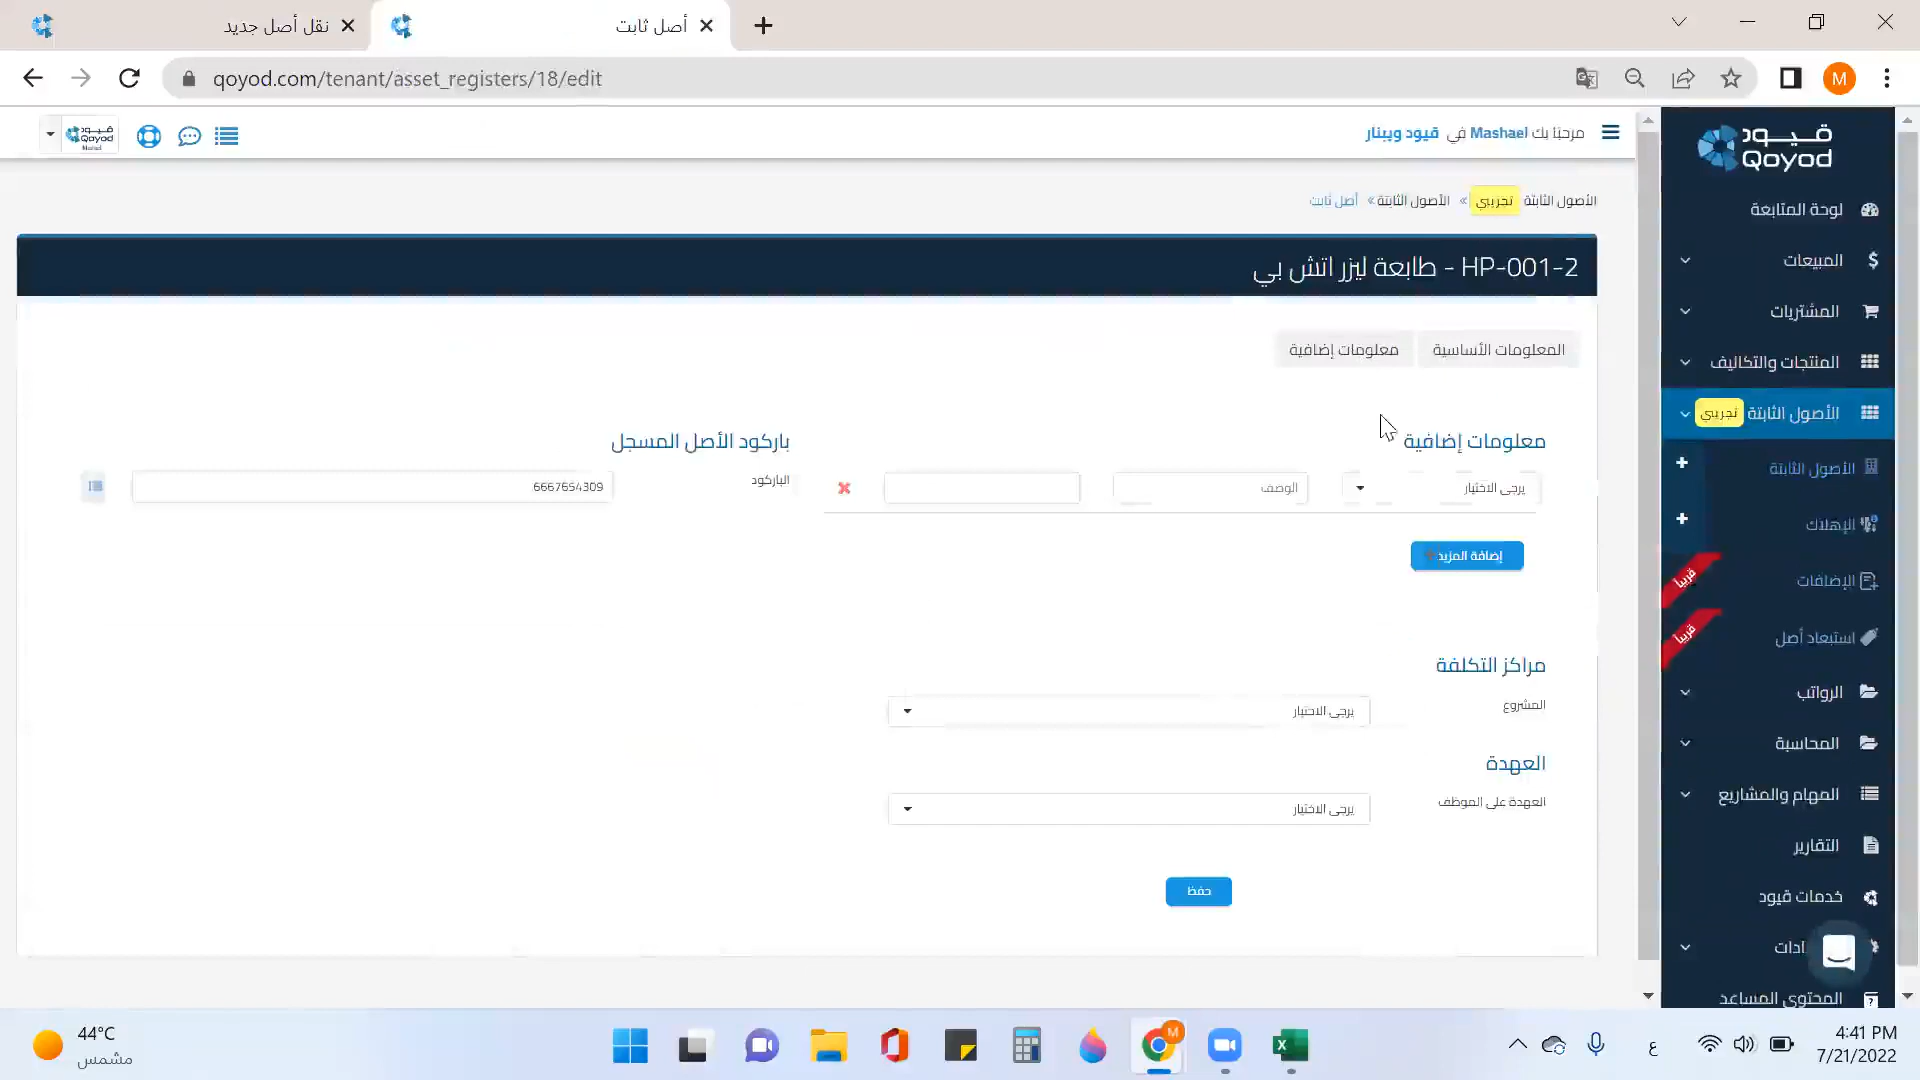 نقل أصل جديد
أصل ثابت
qoyod.com/tenant/asset_registers/18/edit
M
Qoyod
مرحبًا بك Mashael في قيود ويبنار
قيود
Qoyod
الأصول الثابتة تجريبي » الأصول الثابتة » أصل ثابت
HP-001-2 - طابعة ليزر اتش بي
المعلومات الأساسية
معلومات إضافية
معلومات إضافية
يرجى الاختيار
الوصف
إضافة المزيد
باركود الأصل المسجل
الباركود
6667654309
مراكز التكلفة
المشروع
يرجى الاختيار
العهدة
العهدة على الموظف
يرجى الاختيار
حفظ
لوحة المتابعة
المبيعات
المشتريات
المنتجات والتكاليف
الأصول الثابتة تجريبي
الأصول الثابتة
الإهلاك
الإضافات
قريبا
استبعاد أصل
قريبا
الرواتب
المحاسبة
المهام والمشاريع
التقارير
خدمات قيود
ادات
المحتوى المساعد
44°C
مشمس
M
ع
4:41 PM
7/21/2022